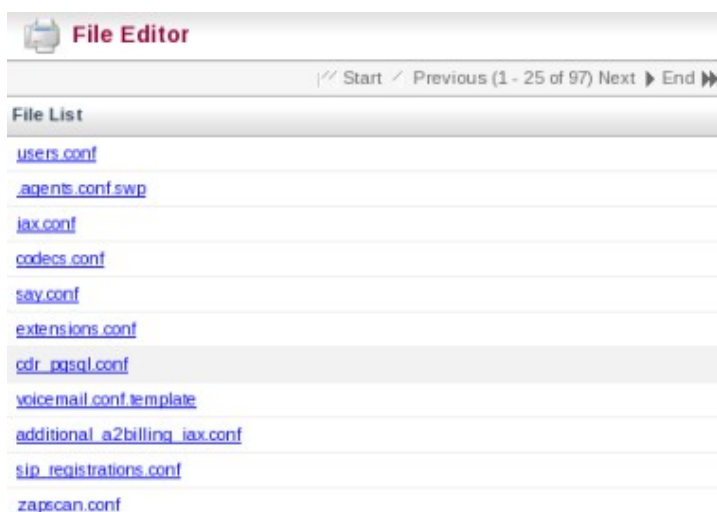 File Editor
Start Previous (1 - 25 of 97) Next End
File List
users.conf
.agents.conf.swp
iax.conf
codecs.conf
say.conf
extensions.conf
cdr_pgsql.conf
voicemail.conf.template
additional_a2billing_iax.conf
sip_registrations.conf
zapscan.conf